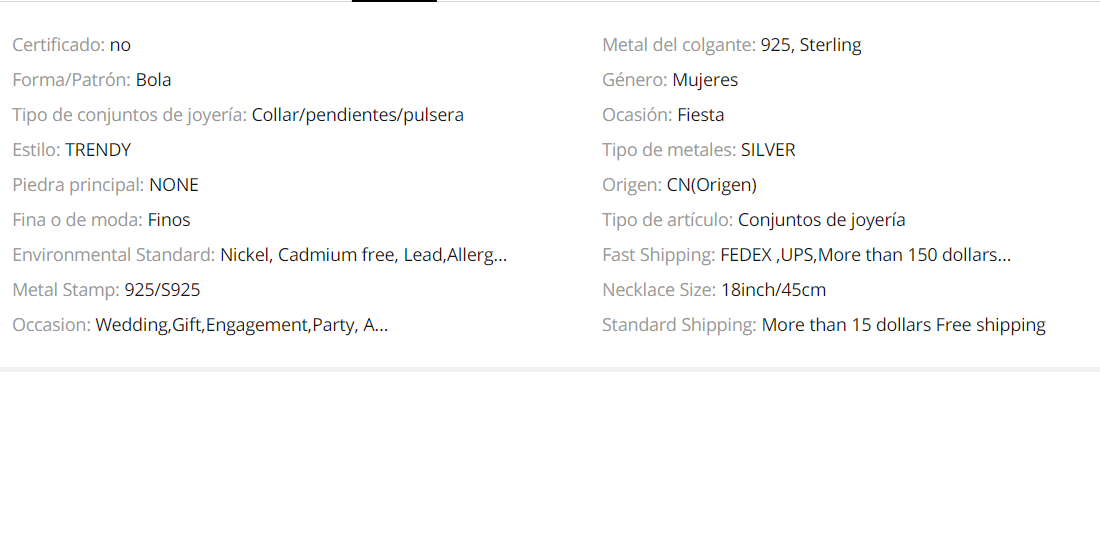 Certificado: no
Metal del colgante: 925, Sterling
Forma/Patrón: Bola
Género: Mujeres
Tipo de conjuntos de joyería: Collar/pendientes/pulsera
Ocasión: Fiesta
Estilo: TRENDY
Tipo de metales: SILVER
Piedra principal: NONE
Origen: CN(Origen)
Fina o de moda: Finos
Tipo de artículo: Conjuntos de joyería
Environmental Standard: Nickel, Cadmium free, Lead,Allerg...
Fast Shipping: FEDEX ,UPS,More than 150 dollars...
Metal Stamp: 925/S925
Necklace Size: 18inch/45cm
Occasion: Wedding,Gift,Engagement,Party, A...
Standard Shipping: More than 15 dollars Free shipping